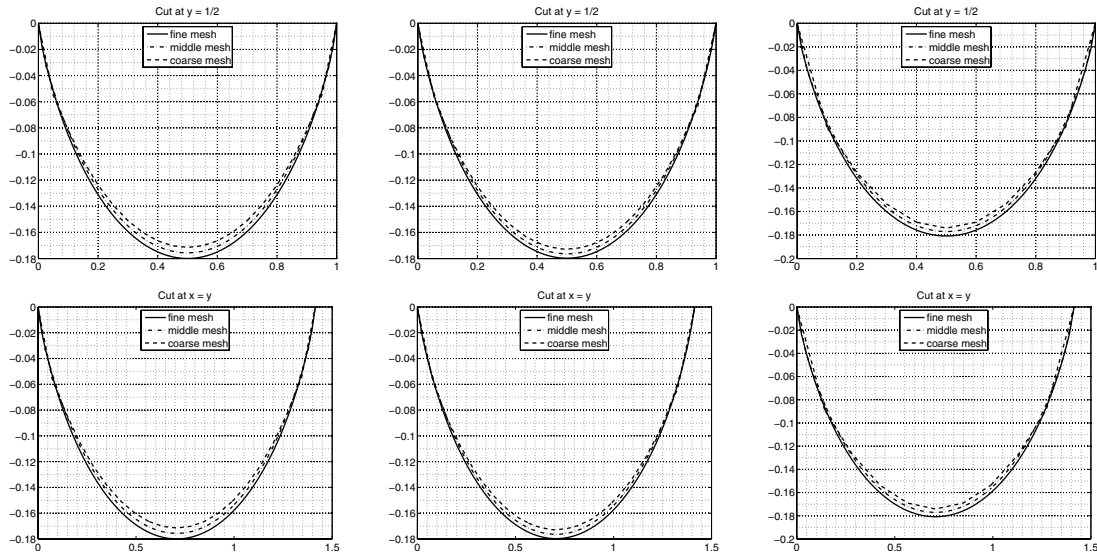 Cut at y = 1/2
fine mesh
middle mesh
coarse mesh
0
−0.02
−0.04
−0.06
−0.08
−0.1
−0.12
−0.14
−0.16
−0.18
0 0.2 0.4 0.6 0.8 1
Cut at y = 1/2
fine mesh
middle mesh
coarse mesh
0
−0.02
−0.04
−0.06
−0.08
−0.1
−0.12
−0.14
−0.16
−0.18
0 0.2 0.4 0.6 0.8 1
Cut at y = 1/2
fine mesh
middle mesh
coarse mesh
0
−0.02
−0.04
−0.06
−0.08
−0.1
−0.12
−0.14
−0.16
−0.18
−0.2
0 0.2 0.4 0.6 0.8 1
Cut at x = y
fine mesh
middle mesh
coarse mesh
0
−0.02
−0.04
−0.06
−0.08
−0.1
−0.12
−0.14
−0.16
−0.18
0 0.5 1 1.5
Cut at x = y
fine mesh
middle mesh
coarse mesh
0
−0.02
−0.04
−0.06
−0.08
−0.1
−0.12
−0.14
−0.16
−0.18
0 0.5 1 1.5
Cut at x = y
fine mesh
middle mesh
coarse mesh
0
−0.02
−0.04
−0.06
−0.08
−0.1
−0.12
−0.14
−0.16
−0.18
−0.2
0 0.5 1 1.5